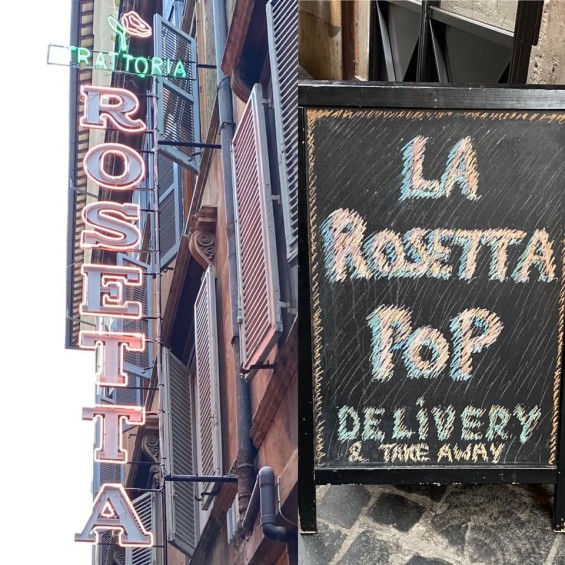 TRATTORIA
ROSETTA
LA
ROSETTA
POP
DELiVERY
& TAKE AWAY